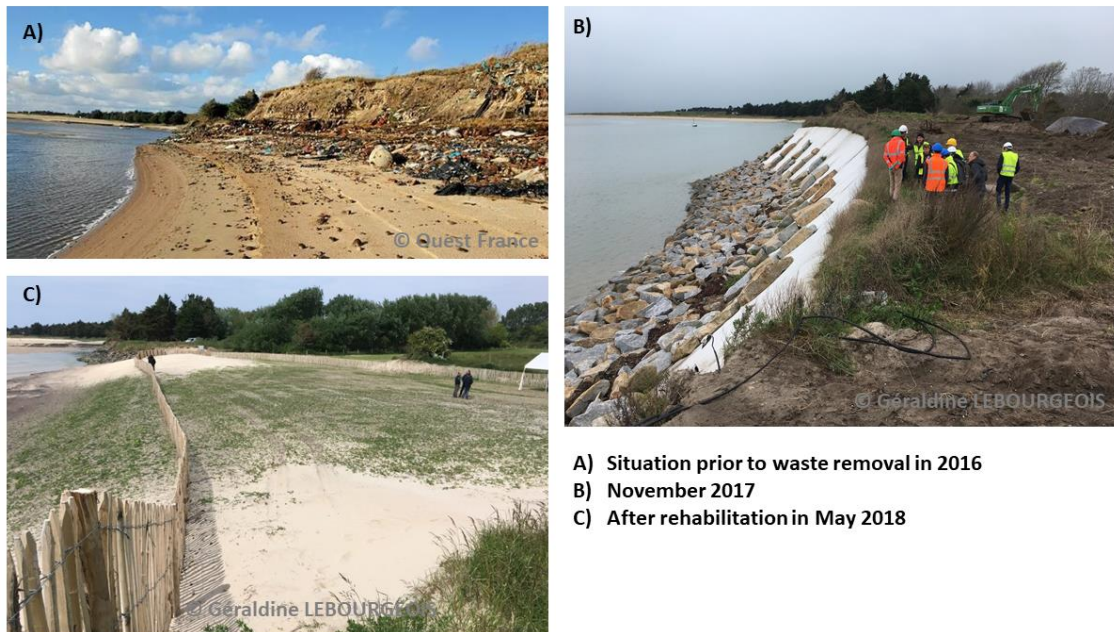 A)
© Ouest France
B)
© Géraldine LEBOURGEOIS
C)
© Géraldine LEBOURGEOIS
A) Situation prior to waste removal in 2016
B) November 2017
C) After rehabilitation in May 2018